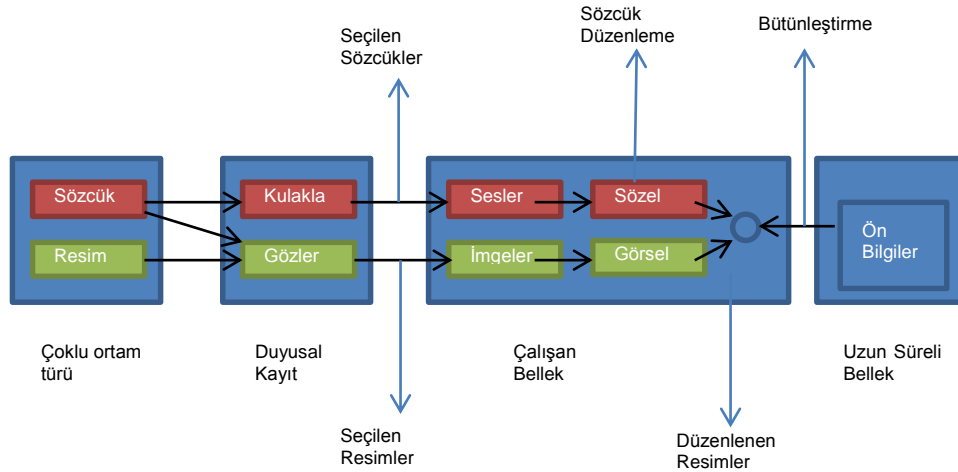 Seçilen
Sözcükler
Sözcük
Düzenleme
Bütünleştirme
Sözcük
Kulakla
Sesler
Sözel
Resim
Gözler
İmgeler
Görsel
Ön
Bilgiler
Çoklu ortam
türü
Duyusal
Kayıt
Çalışan
Bellek
Uzun Süreli
Bellek
Seçilen
Resimler
Düzenlenen
Resimler